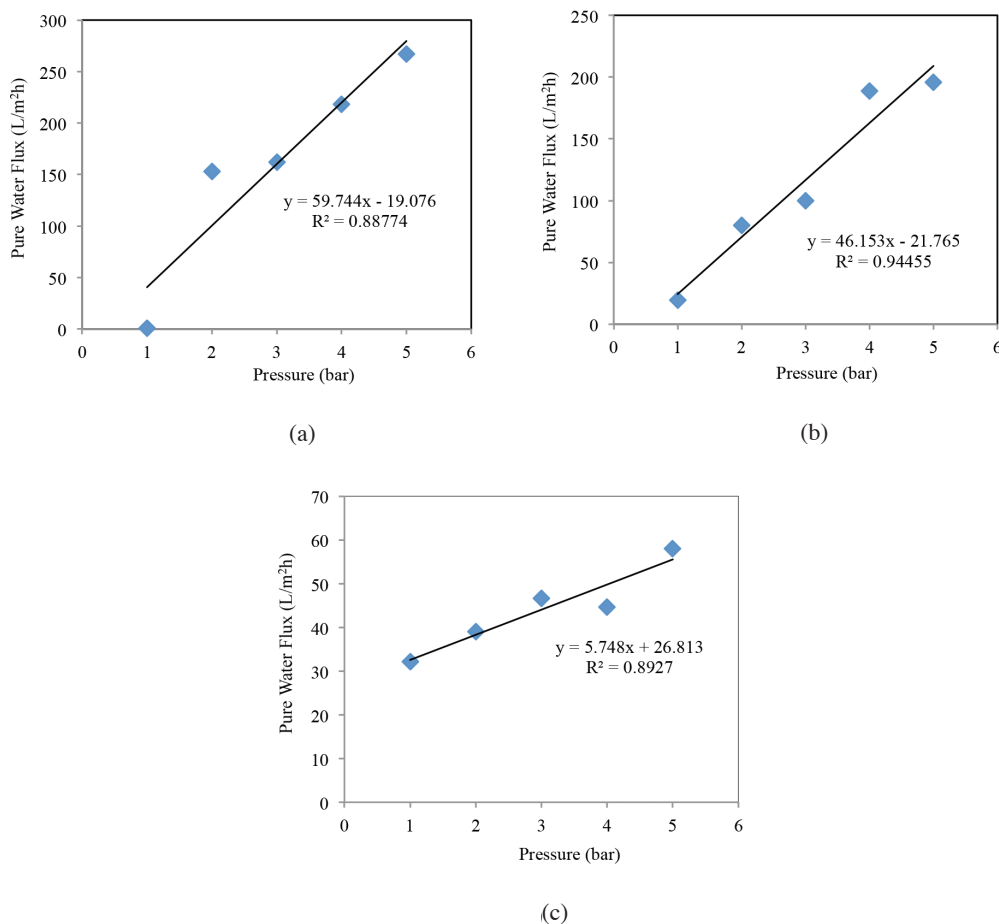 300
250
200
150
100
50
0
0 1 2 3 4 5 6
Pure Water Flux (L/m²h)
Pressure (bar)
y = 59.744x - 19.076
R² = 0.88774
(a)
250
200
150
100
50
0
0 1 2 3 4 5 6
Pure Water Flux (L/m²h)
Pressure (bar)
y = 46.153x - 21.765
R² = 0.94455
(b)
70
60
50
40
30
20
10
0
0 1 2 3 4 5 6
Pure Water Flux (L/m²h)
Pressure (bar)
y = 5.748x + 26.813
R² = 0.8927
(c)